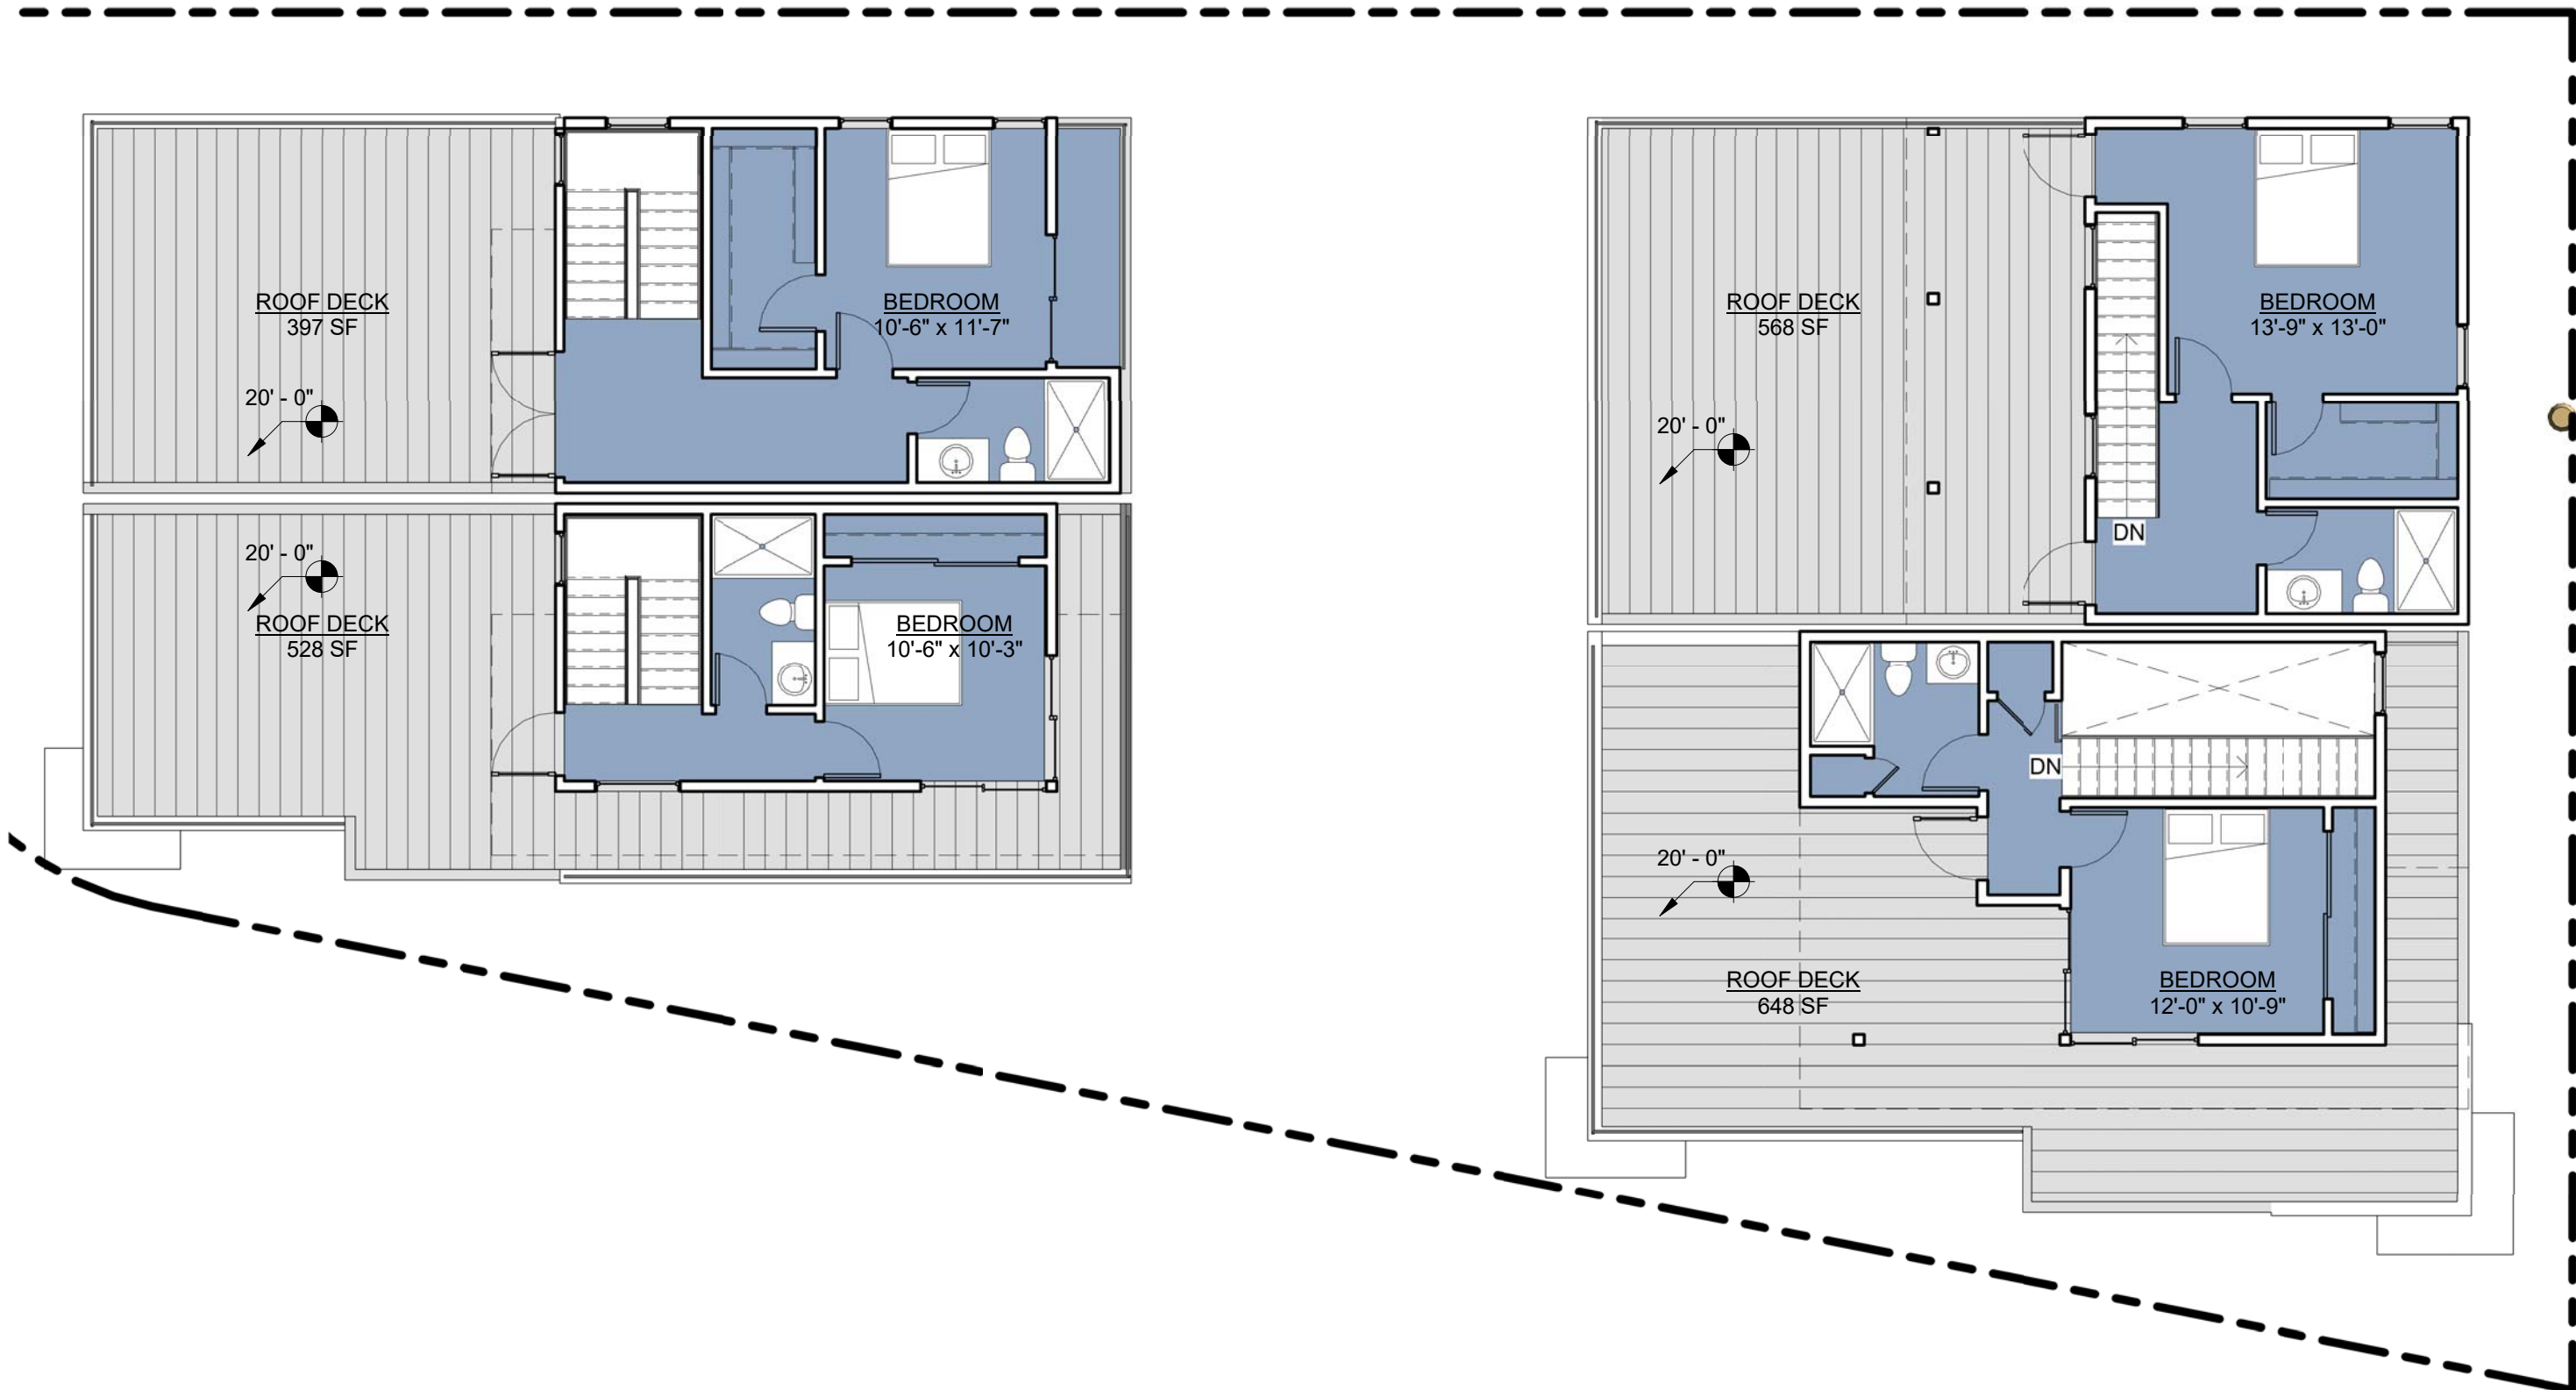 ROOF DECK
397 SF
20' - 0"
BEDROOM
10'-6" x 11'-7"
20' - 0"
ROOF DECK
528 SF
BEDROOM
10'-6" x 10'-3"
ROOF DECK
568 SF
20' - 0"
BEDROOM
13'-9" x 13'-0"
DN
DN
20' - 0"
ROOF DECK
648 SF
BEDROOM
12'-0" x 10'-9"